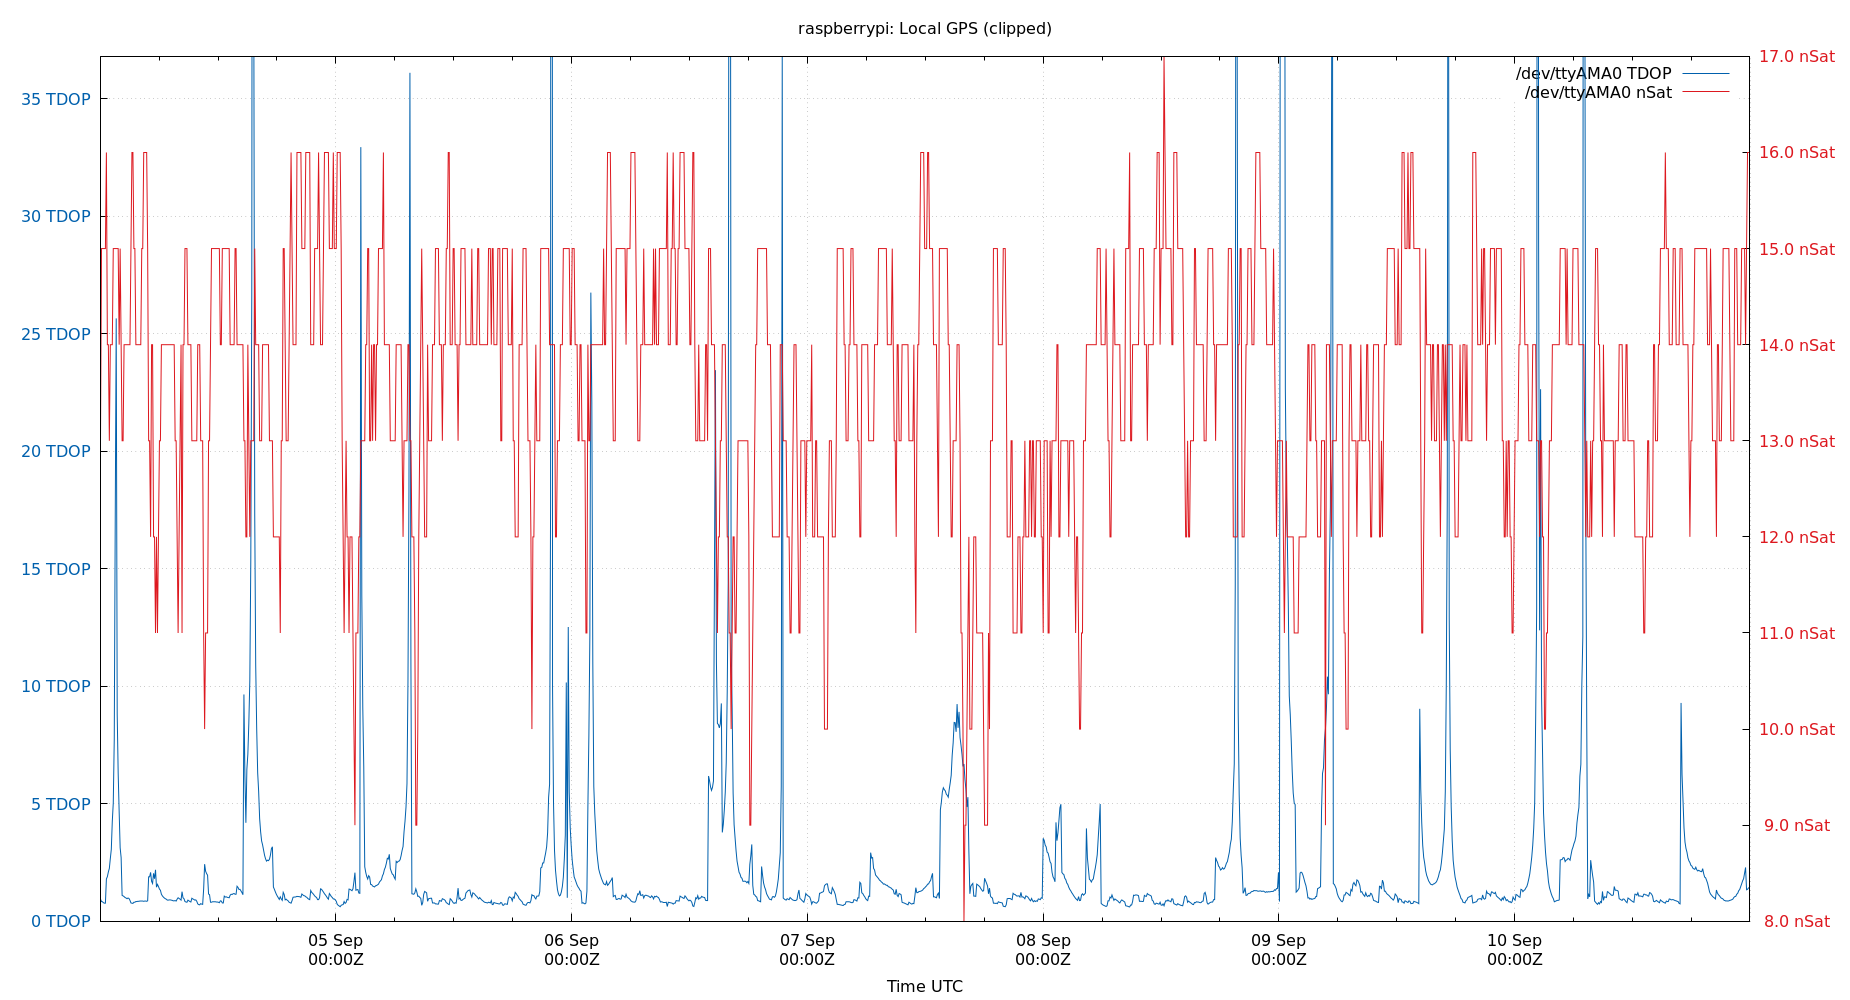 raspberrypi: Local GPS (clipped)
17.0 nSat
/dev/ttyAMA0 TDOP
/dev/ttyAMA0 nSat
35 TDOP
16.0 nSat
30 TDOP
15.0 nSat
25 TDOP
14.0 nSat
20 TDOP
13.0 nSat
15 TDOP
12.0 nSat
11.0 nSat
10 TDOP
10.0 nSat
5 TDOP
9.0 nSat
0 TDOP
8.0 nSat
05 Sep 06 Sep 07 Sep 08 Sep 09 Sep 10 Sep
00:00Z 00:00Z 00:00Z 00:00Z 00:00Z 00:00Z
Time UTC